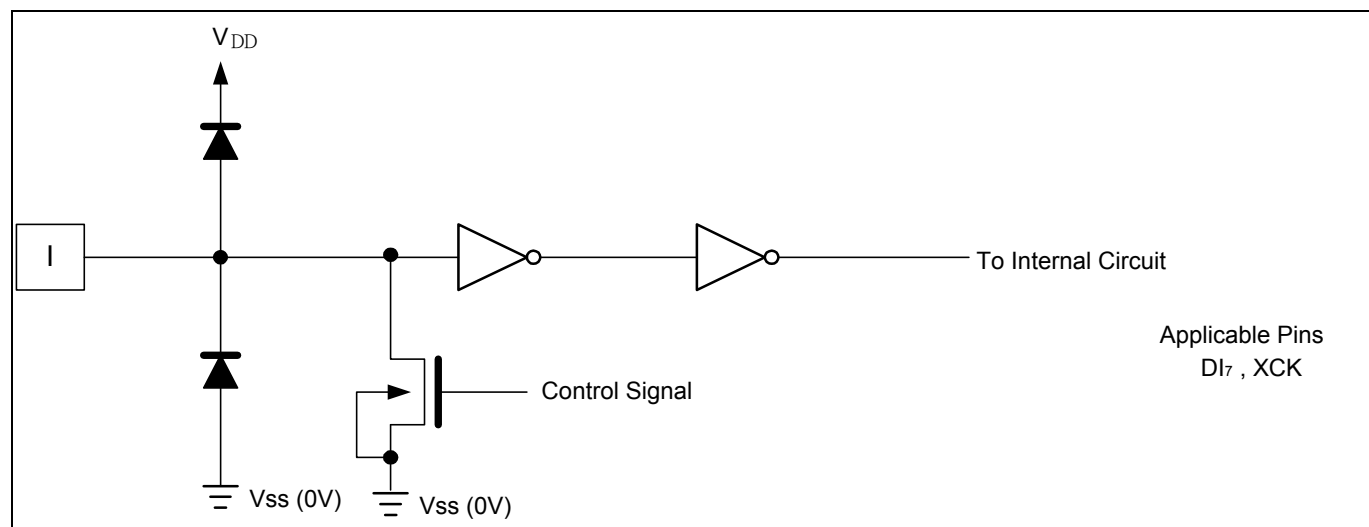 VDD
I
To Internal Circuit
Applicable Pins
DI7 , XCK
Control Signal
Vss (0V)
Vss (0V)